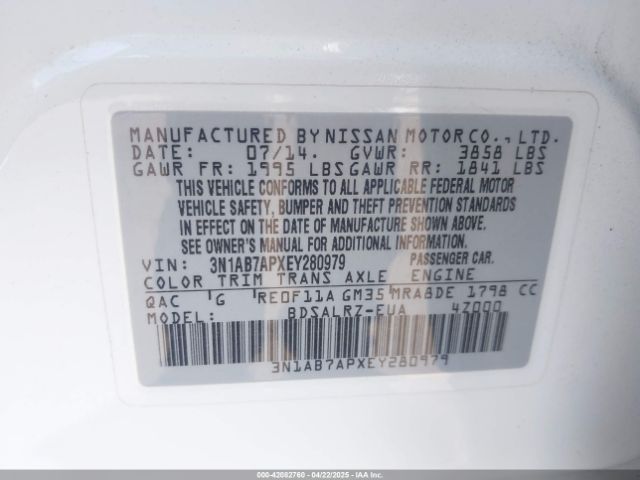 MANUFACTURED BY NISSAN MOTOR CO., LTD.
DATE: 07/14. GVWR: 3858 LBS
GAWR FR: 1995 LBS GAWR RR: 1841 LBS
THIS VEHICLE CONFORMS TO ALL APPLICABLE FEDERAL MOTOR
VEHICLE SAFETY, BUMPER AND THEFT PREVENTION STANDARDS
IN EFFECT ON THE DATE OF MANUFACTURE SHOWN ABOVE.
SEE OWNER'S MANUAL FOR ADDITIONAL INFORMATION
VIN: 3N1AB7APXEY280979 PASSENGER CAR.
COLOR TRIM TRANS AXLE ENGINE
QAC G RE0F11A GM35 MRA8DE 1798 CC
MODEL: BDSALRZ-EUA 4Z000
3N1AB7APXEY280979
000-42082760 - 04/22/2025 - IAAI.COM